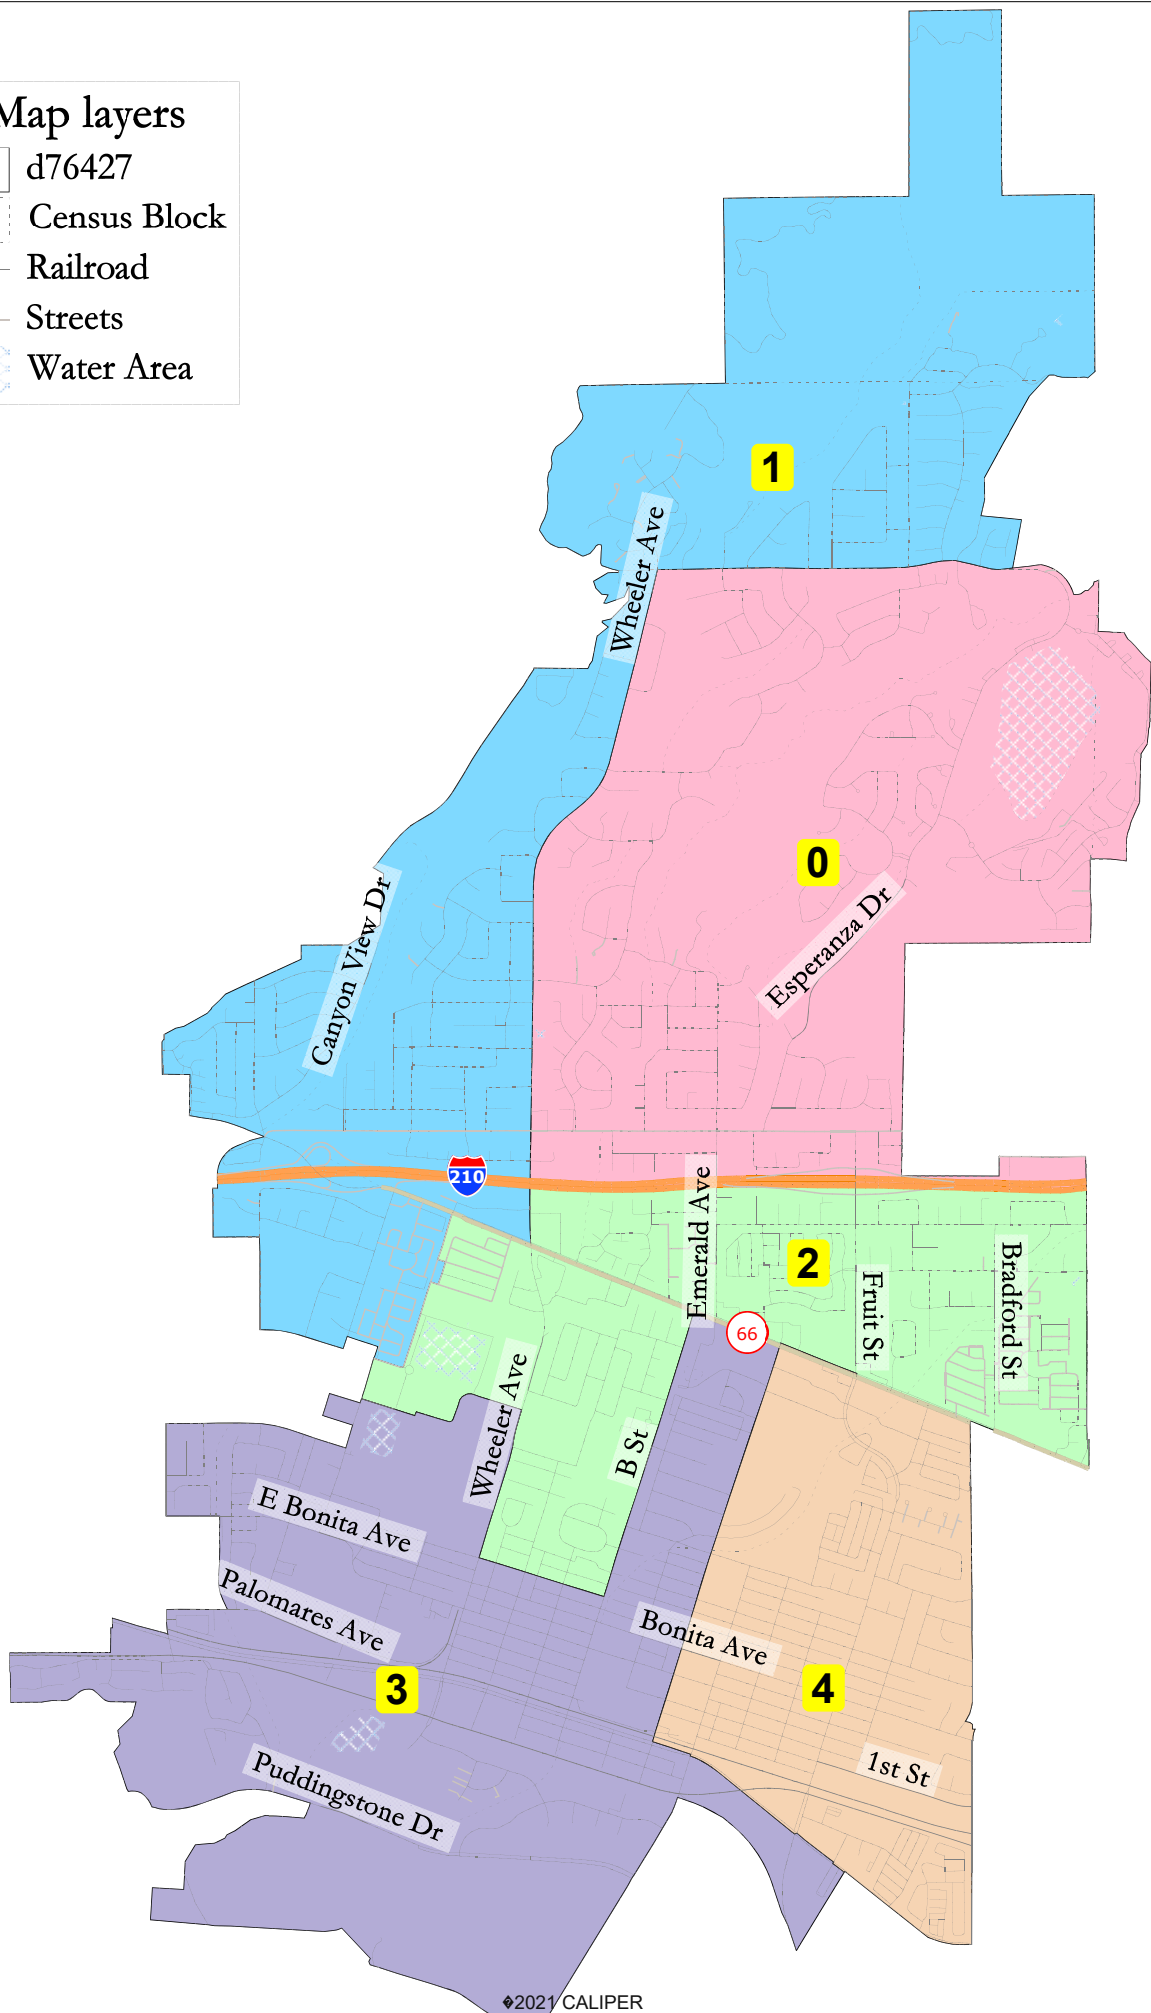 Map layers
d76427
Census Block
Railroad
Streets
Water Area
1
Wheeler Ave
0
Canyon View Dr
Esperanza Dr
210
Emerald Ave
2
Fruit St
Bradford St
66
Wheeler Ave
B St
E Bonita Ave
Palomares Ave
Bonita Ave
3
4
1st St
Puddingstone Dr
�2021 CALIPER